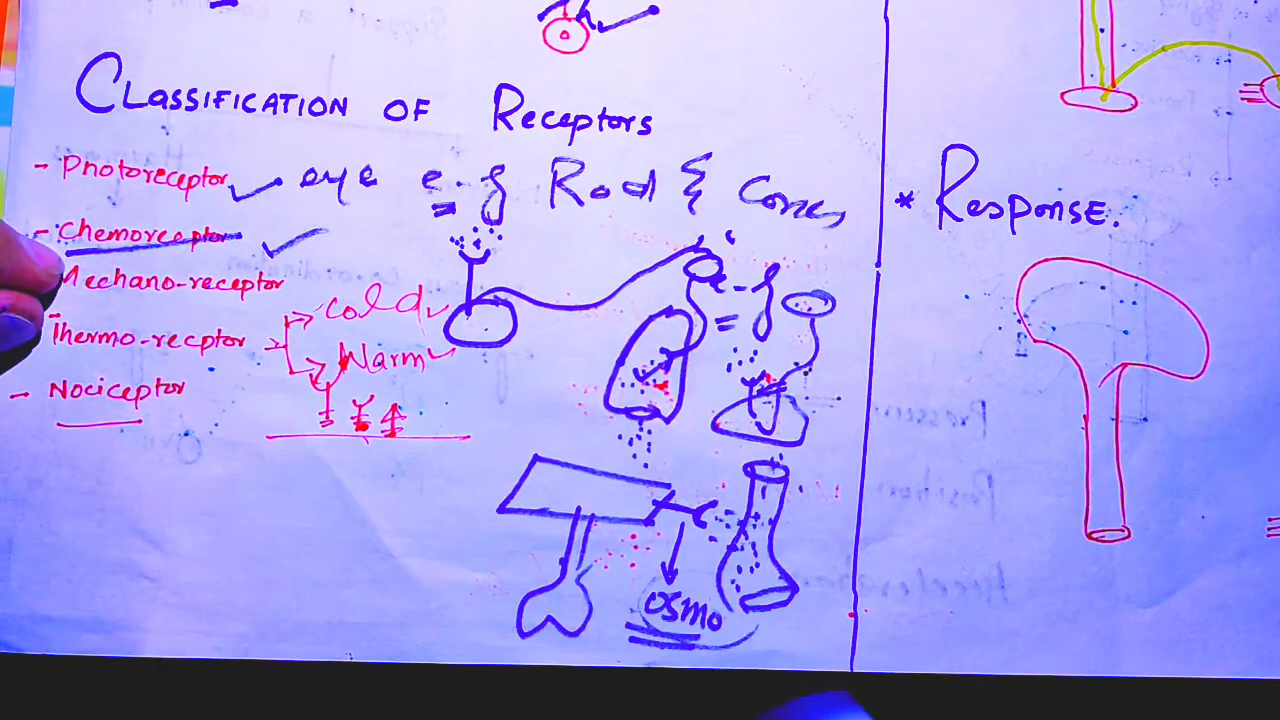 CLASSIFICATION OF Receptors
- Photoreceptor eye e.g Rod & Cones,
- Chemoreceptor
Mechano-receptor
e.g
- Thermo-recptor cold
Warm
- Nociceptor
OSMO
* Response.